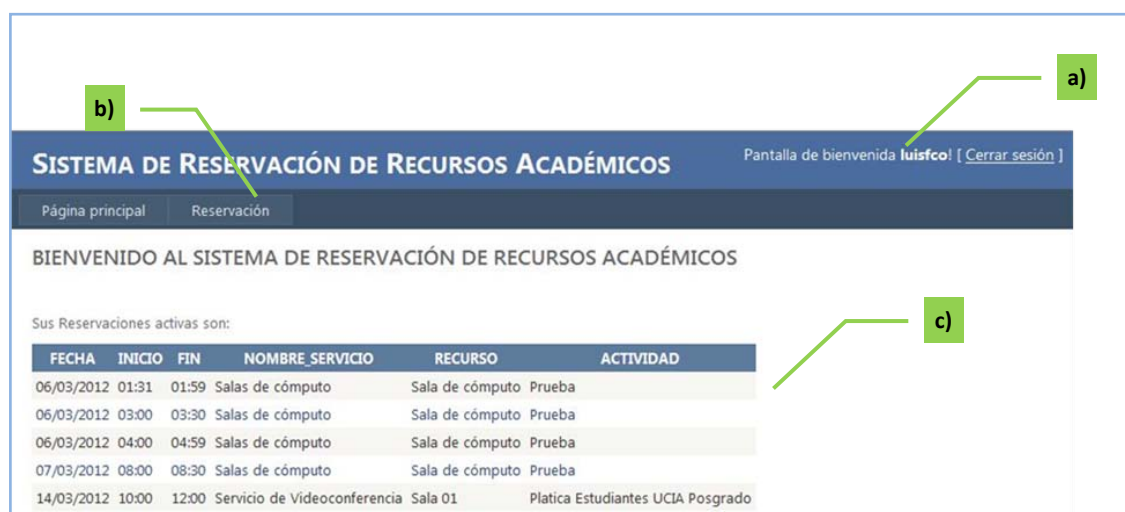 a)
b)
SISTEMA DE RESERVACIÓN DE RECURSOS ACADÉMICOS
Pantalla de bienvenida luisfco! [ Cerrar sesión ]
Página principal Reservación
BIENVENIDO AL SISTEMA DE RESERVACIÓN DE RECURSOS ACADÉMICOS
c)
Sus Reservaciones activas son:
FECHA INICIO FIN NOMBRE_SERVICIO RECURSO ACTIVIDAD
06/03/2012 01:31 01:59 Salas de cómputo Sala de cómputo Prueba
06/03/2012 03:00 03:30 Salas de cómputo Sala de cómputo Prueba
06/03/2012 04:00 04:59 Salas de cómputo Sala de cómputo Prueba
07/03/2012 08:00 08:30 Salas de cómputo Sala de cómputo Prueba
14/03/2012 10:00 12:00 Servicio de Videoconferencia Sala 01 Platica Estudiantes UCIA Posgrado